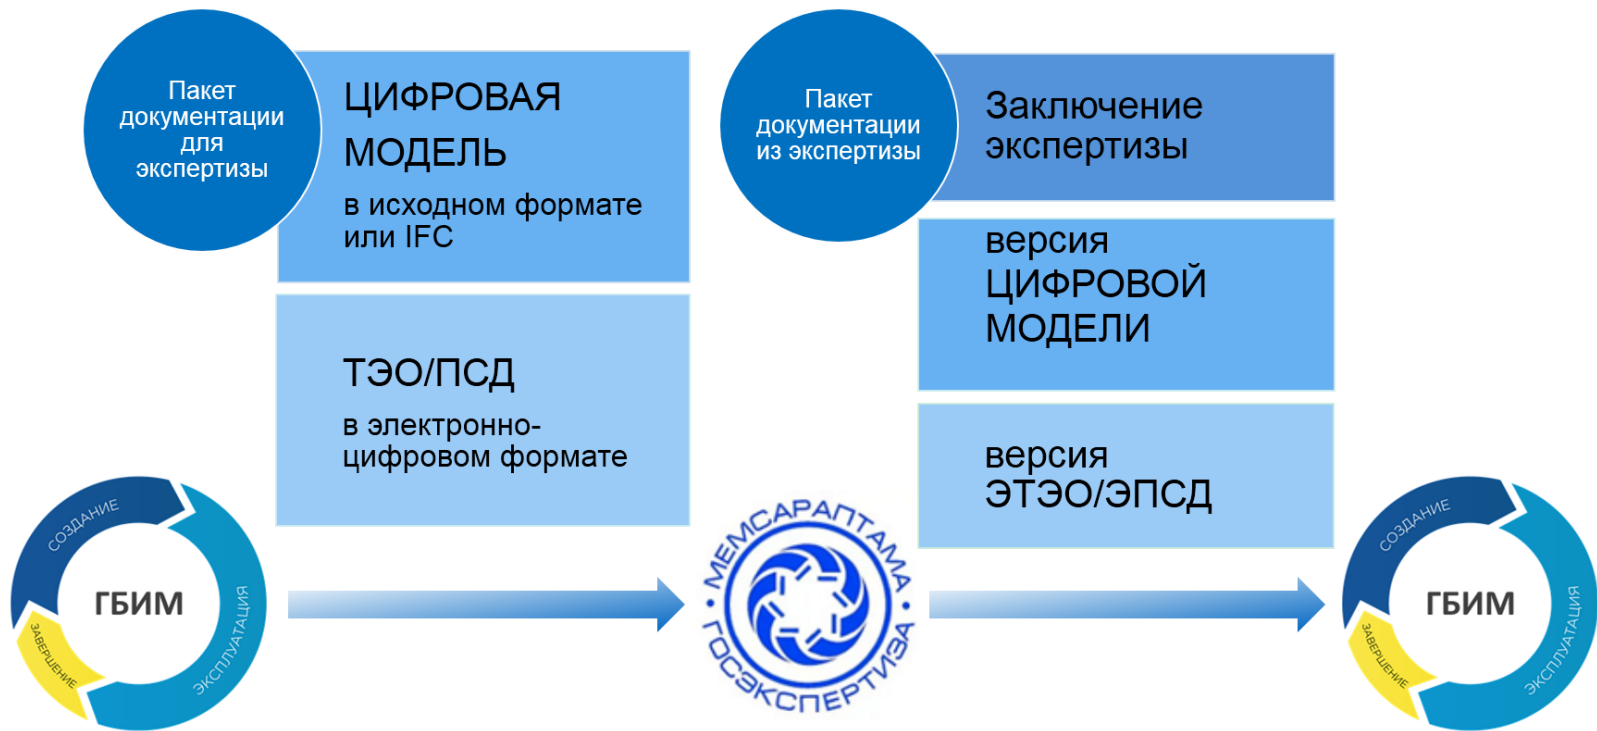 Пакет
документации
для
экспертизы
ЦИФРОВАЯ
МОДЕЛЬ
в исходном формате
или IFC
ТЭО/ПСД
в электронно-
цифровом формате
Пакет
документации
из экспертизы
Заключение
экспертизы
версия
ЦИФРОВОЙ
МОДЕЛИ
версия
ЭТЭО/ЭПСД
СОЗДАНИЕ
ГБИМ
ЭКСПЛУАТАЦИЯ
ЗАВЕРШЕНИЕ
• МЕМСАРАПТАМА •
ГОСЭКСПЕРТИЗА
СОЗДАНИЕ
ГБИМ
ЭКСПЛУАТАЦИЯ
ЗАВЕРШЕНИЕ